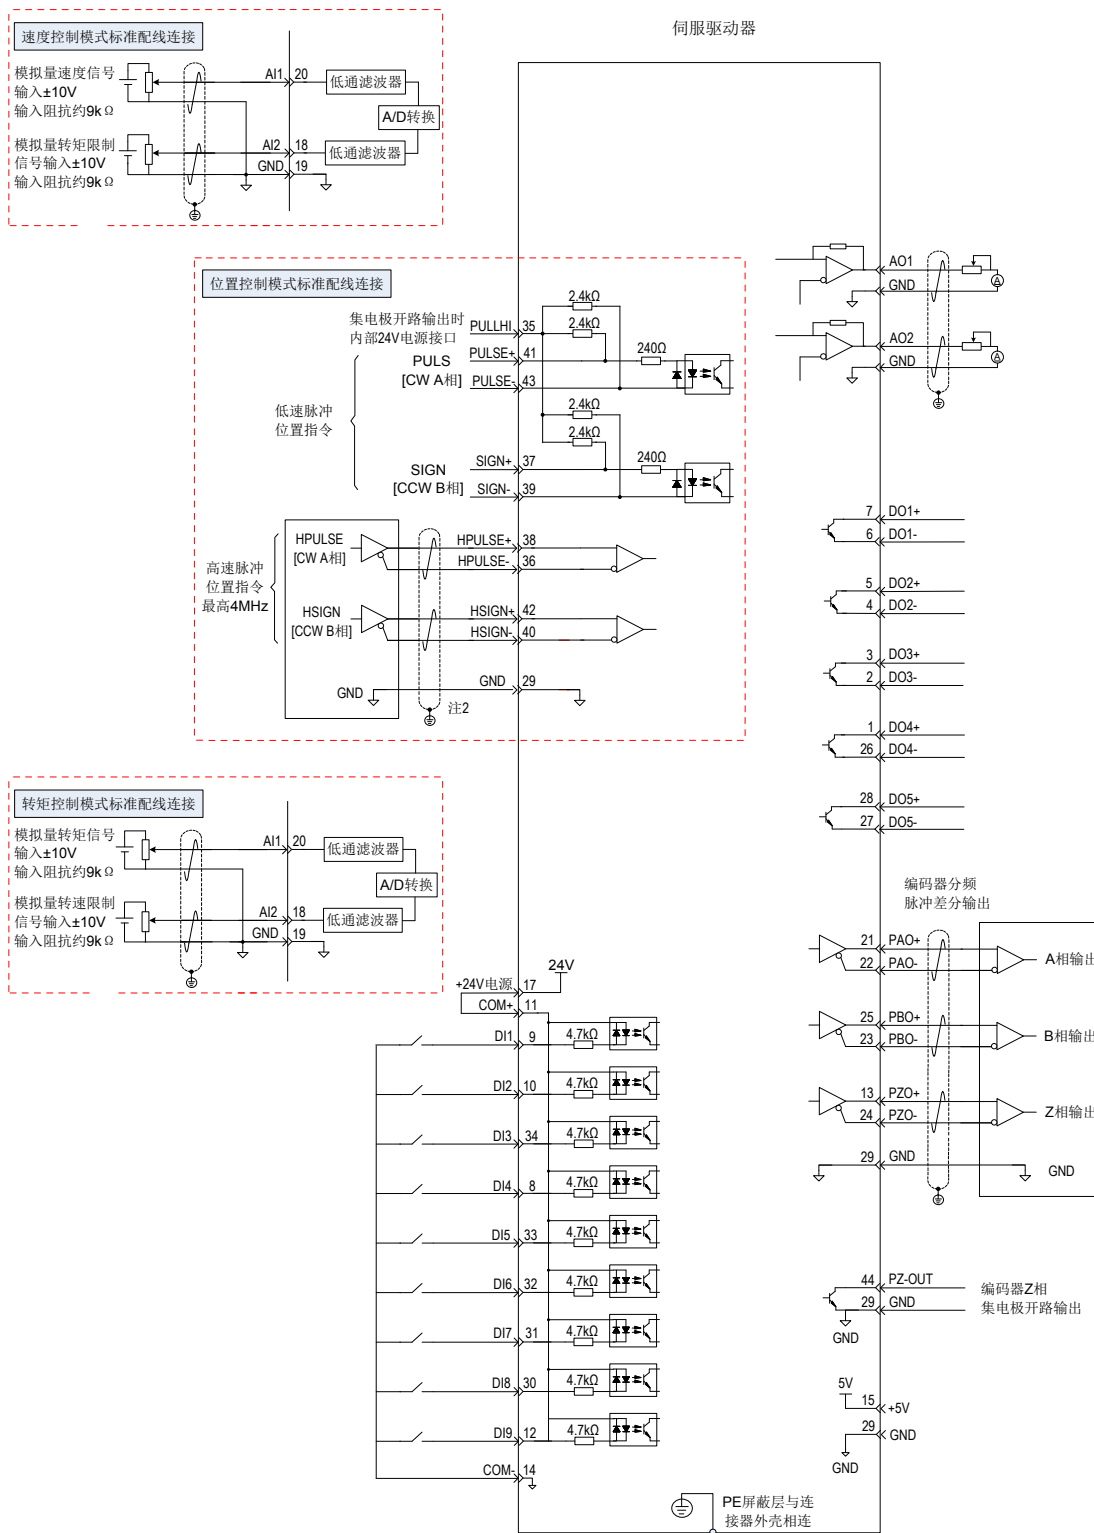 伺服驱动器
速度控制模式标准配线连接
模拟量速度信号
输入±10V
输入阻抗约9kΩ
AI1
20
低通滤波器
A/D转换
模拟量转矩限制
信号输入±10V
输入阻抗约9kΩ
AI2
18
低通滤波器
GND
19
位置控制模式标准配线连接
集电极开路输出时
内部24V电源接口
PULLHI
35
2.4kΩ
2.4kΩ
PULS
[CW A相]
PULSE+
41
240Ω
PULSE-
43
低速脉冲
位置指令
2.4kΩ
2.4kΩ
SIGN
[CCW B相]
SIGN+
37
240Ω
SIGN-
39
高速脉冲
位置指令
最高4MHz
HPULSE
[CW A相]
HPULSE+
38
HPULSE-
36
HSIGN
[CCW B相]
HSIGN+
42
HSIGN-
40
GND
GND
29
注2
转矩控制模式标准配线连接
模拟量转矩信号
输入±10V
输入阻抗约9kΩ
AI1
20
低通滤波器
A/D转换
模拟量转速限制
信号输入±10V
输入阻抗约9kΩ
AI2
18
低通滤波器
GND
19
24V
+24V电源
17
COM+
11
DI1
9
4.7kΩ
DI2
10
4.7kΩ
DI3
34
4.7kΩ
DI4
8
4.7kΩ
DI5
33
4.7kΩ
DI6
32
4.7kΩ
DI7
31
4.7kΩ
DI8
30
4.7kΩ
DI9
12
4.7kΩ
COM-
14
PE屏蔽层与连
接器外壳相连
AO1
GND
A
AO2
GND
A
7
DO1+
6
DO1-
5
DO2+
4
DO2-
3
DO3+
2
DO3-
1
DO4+
26
DO4-
28
DO5+
27
DO5-
编码器分频
脉冲差分输出
21
PAO+
22
PAO-
A相输出
25
PBO+
23
PBO-
B相输出
13
PZO+
24
PZO-
Z相输出
29
GND
GND
44
PZ-OUT
29
GND
GND
编码器Z相
集电极开路输出
5V
15
+5V
29
GND
GND